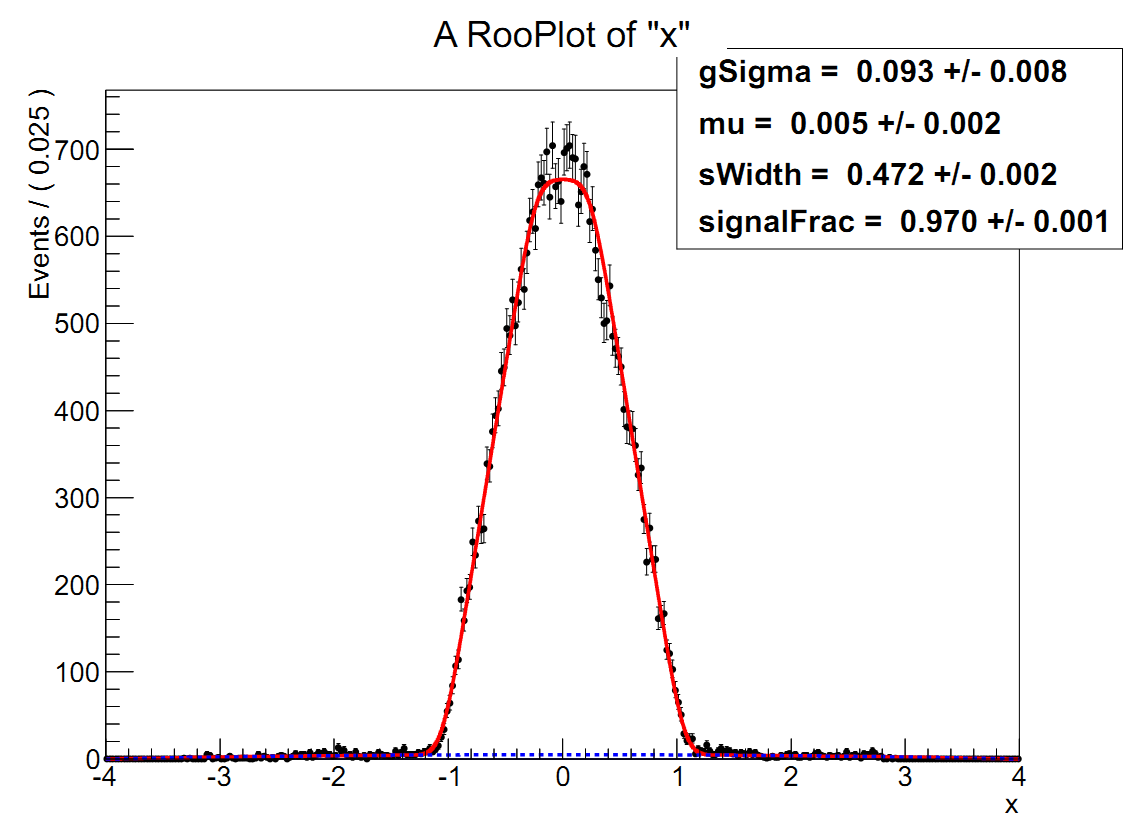 A RooPlot of "x"
gSigma =  0.093 +/- 0.008
mu =  0.005 +/- 0.002
sWidth =  0.472 +/- 0.002
signalFrac =  0.970 +/- 0.001
Events / ( 0.025 )
700
600
500
400
300
200
100
0
-4 -3 -2 -1 0 1 2 3 4
x